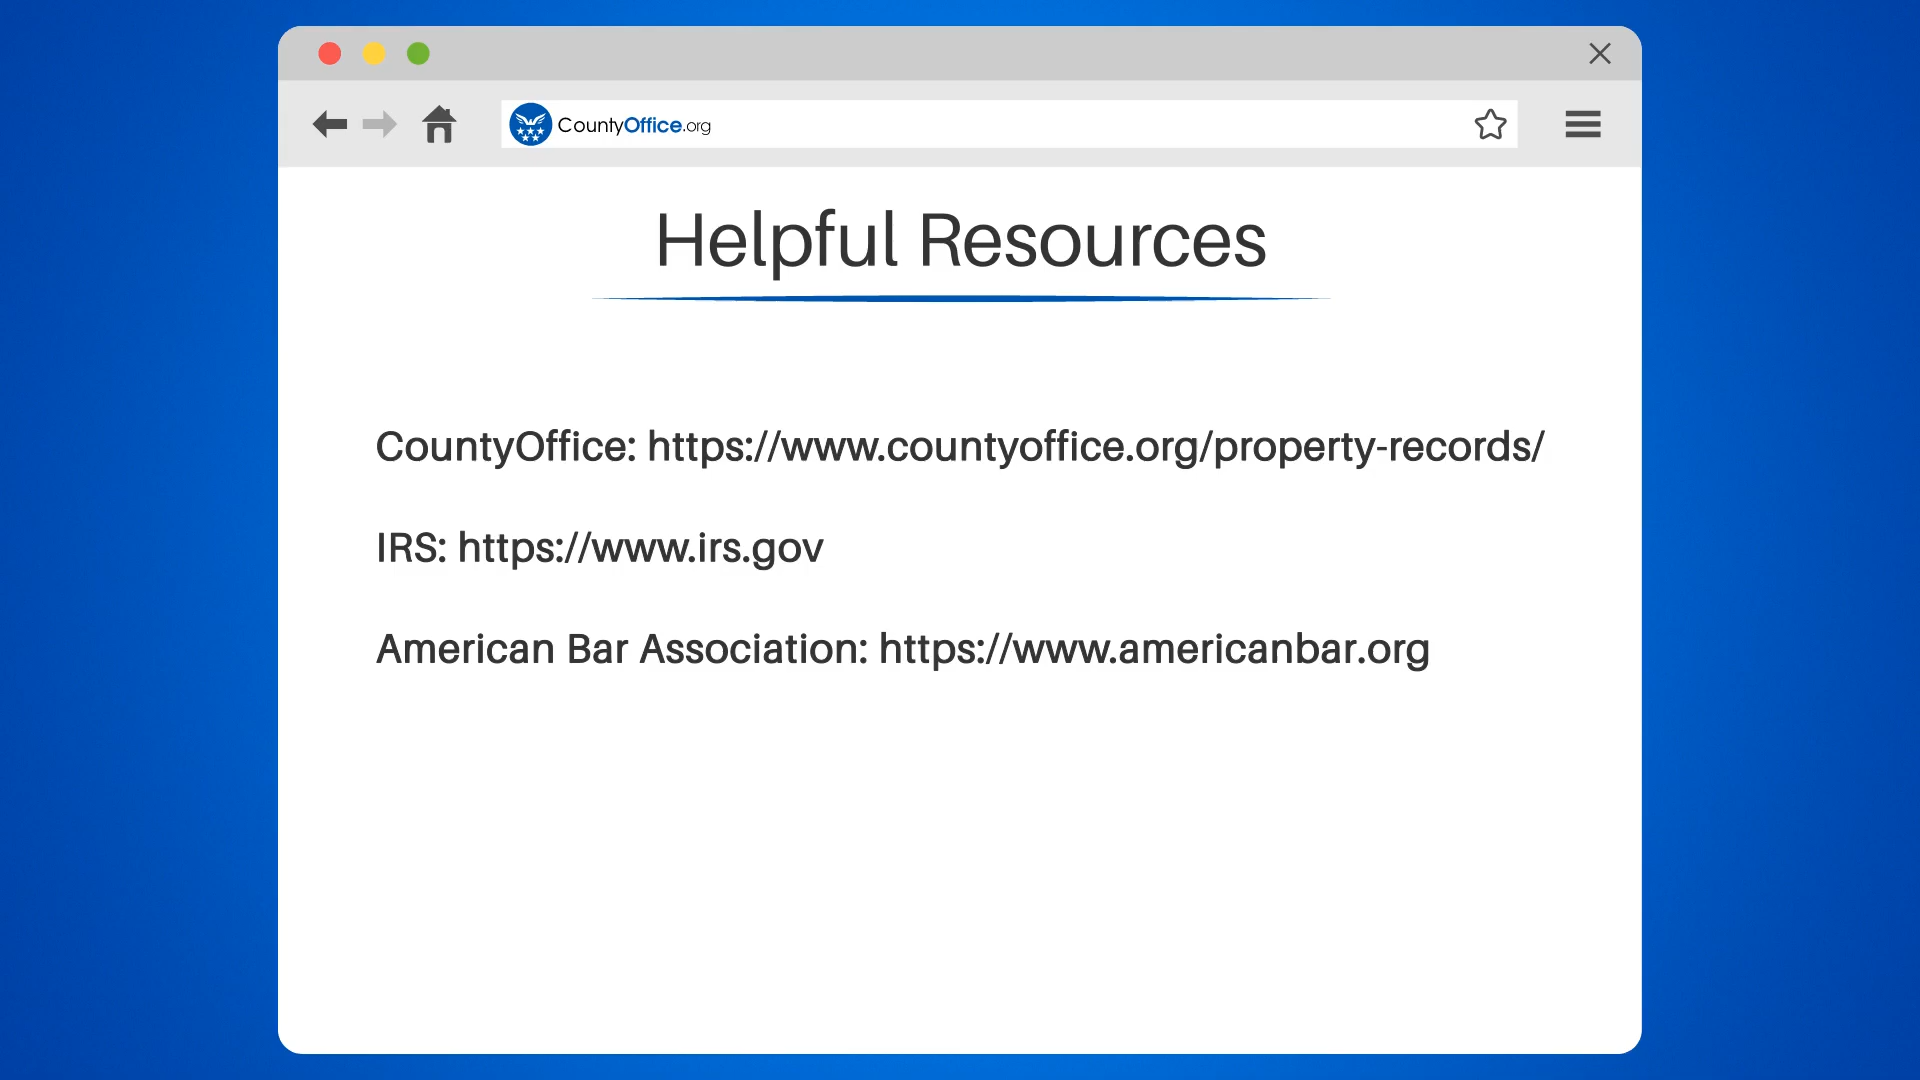 CountyOffice.org
Helpful Resources
CountyOffice: https://www.countyoffice.org/property-records/
IRS: https://www.irs.gov
American Bar Association: https://www.americanbar.org